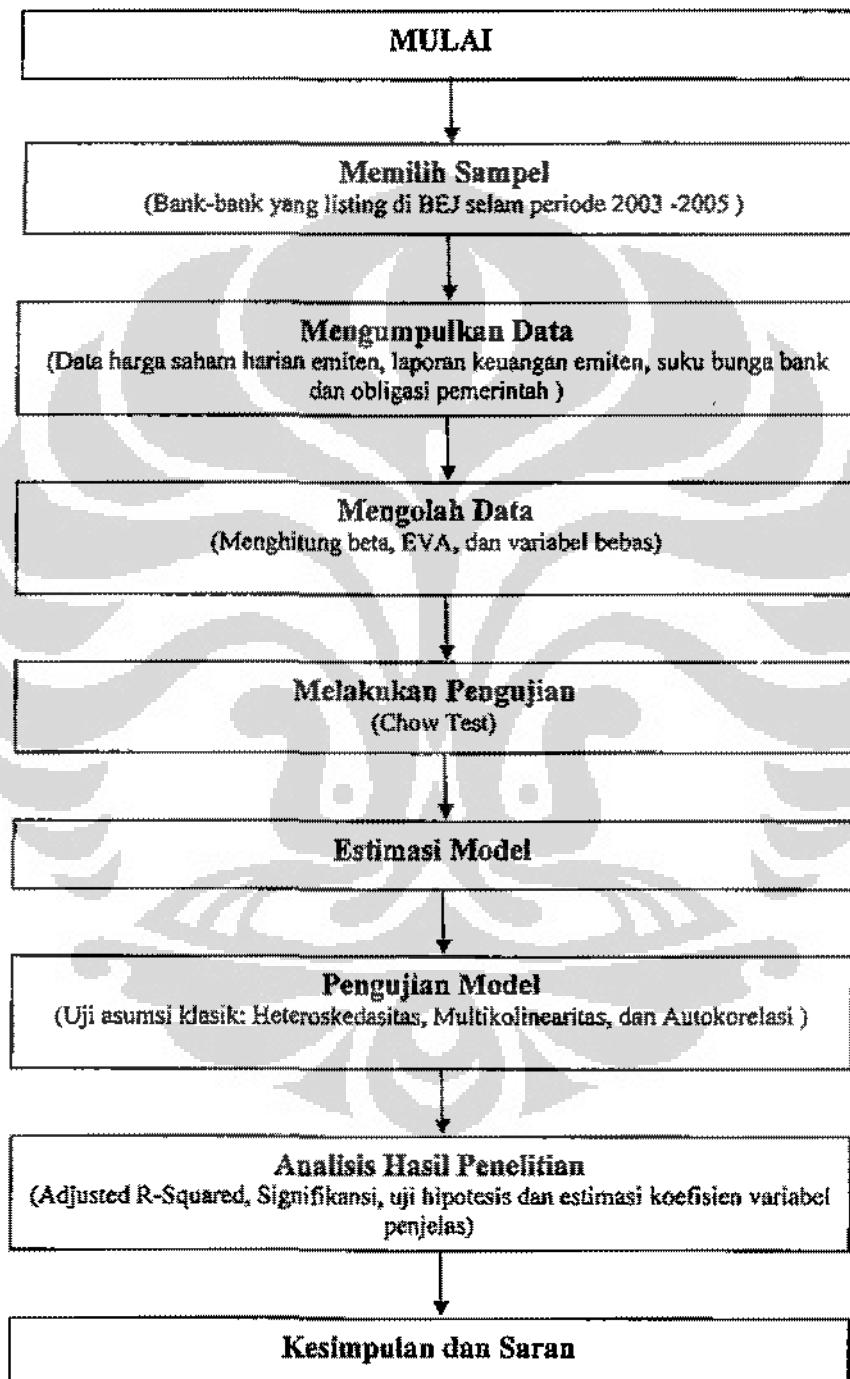 MULAI
Memilih Sampel
(Bank-bank yang listing di BEJ selam periode 2003 -2005 )
Mengumpulkan Data
(Data harga saham harian emiten, laporan keuangan emiten, suku bunga bank
dan obligasi pemerintah )
Mengolah Data
(Menghitung beta, EVA, dan variabel bebas)
Melakukan Pengujian
(Chow Test)
Estimasi Model
Pengujian Model
(Uji asumsi klasik: Heteroskedasitas, Multikolinearitas, dan Autokorelasi )
Analisis Hasil Penelitian
(Adjusted R-Squared, Signifikansi, uji hipotesis dan estimasi koefisien variabel
penjelas)
Kesimpulan dan Saran